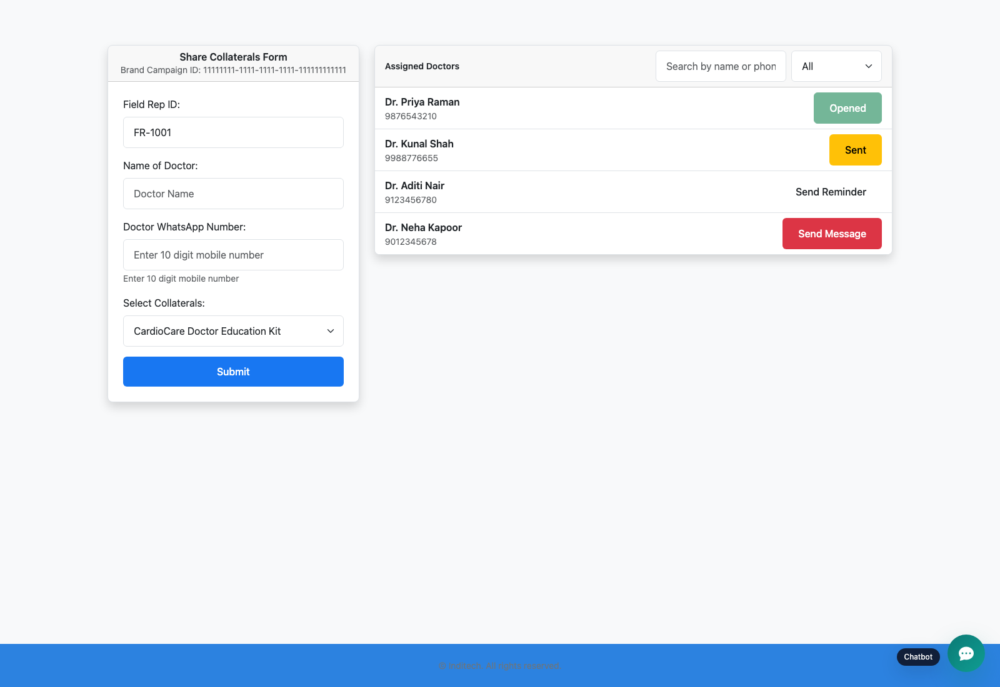 Share Collaterals Form
Brand Campaign ID: 11111111-1111-1111-1111-111111111111
Field Rep ID:
FR-1001
Name of Doctor:
Doctor Name
Doctor WhatsApp Number:
Enter 10 digit mobile number
Enter 10 digit mobile number
Select Collaterals:
CardioCare Doctor Education Kit
Submit
Assigned Doctors
Search by name or phon
All
Dr. Priya Raman
9876543210
Opened
Dr. Kunal Shah
9988776655
Sent
Dr. Aditi Nair
9123456780
Send Reminder
Dr. Neha Kapoor
9012345678
Send Message
All rights reserved.
Chatbot